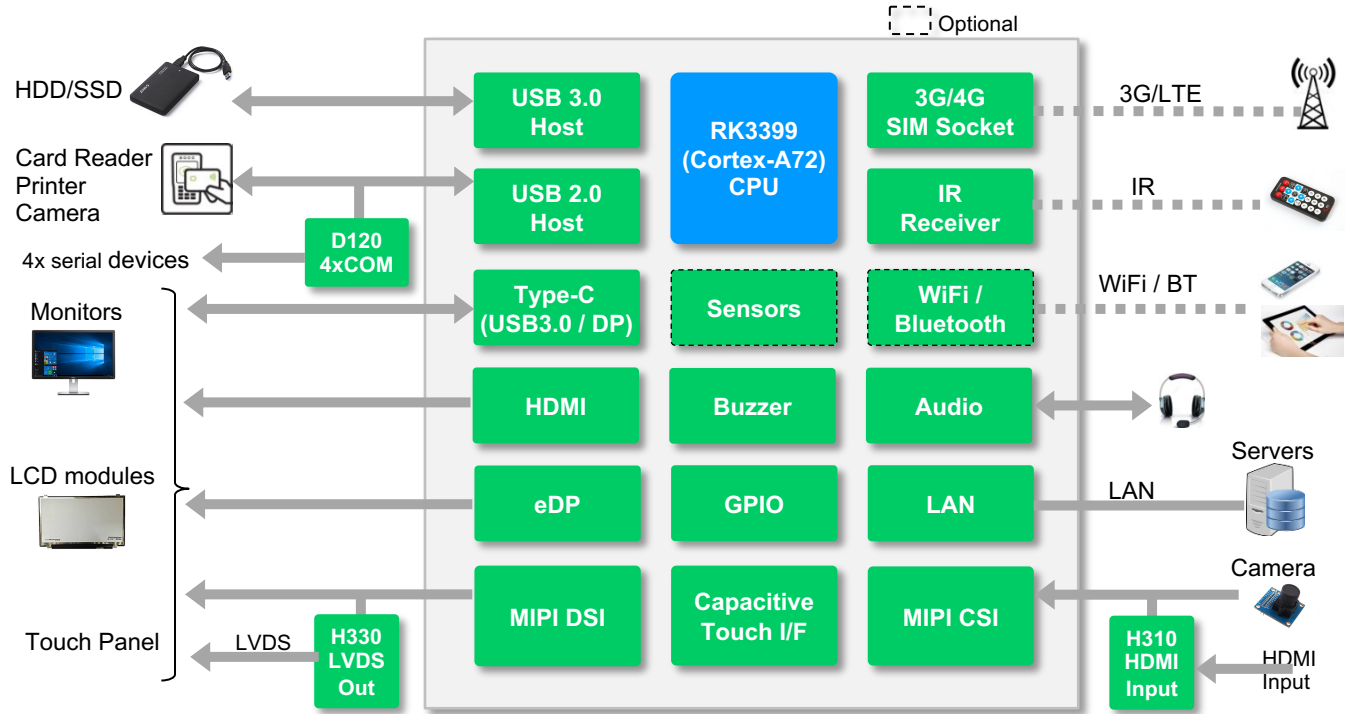 Optional
HDD/SSD
USB 3.0
Host
RK3399
(Cortex-A72)
CPU
3G/4G
SIM Socket
3G/LTE
Card Reader
Printer
Camera
USB 2.0
Host
IR
Receiver
IR
D120
4xCOM
4x serial devices
Monitors
Type-C
(USB3.0 / DP)
Sensors
WiFi /
Bluetooth
WiFi / BT
HDMI
Buzzer
Audio
LCD modules
eDP
GPIO
LAN
LAN
Servers
Touch Panel
MIPI DSI
Capacitive
Touch I/F
MIPI CSI
Camera
LVDS
H330
LVDS
Out
H310
HDMI
Input
HDMI
Input